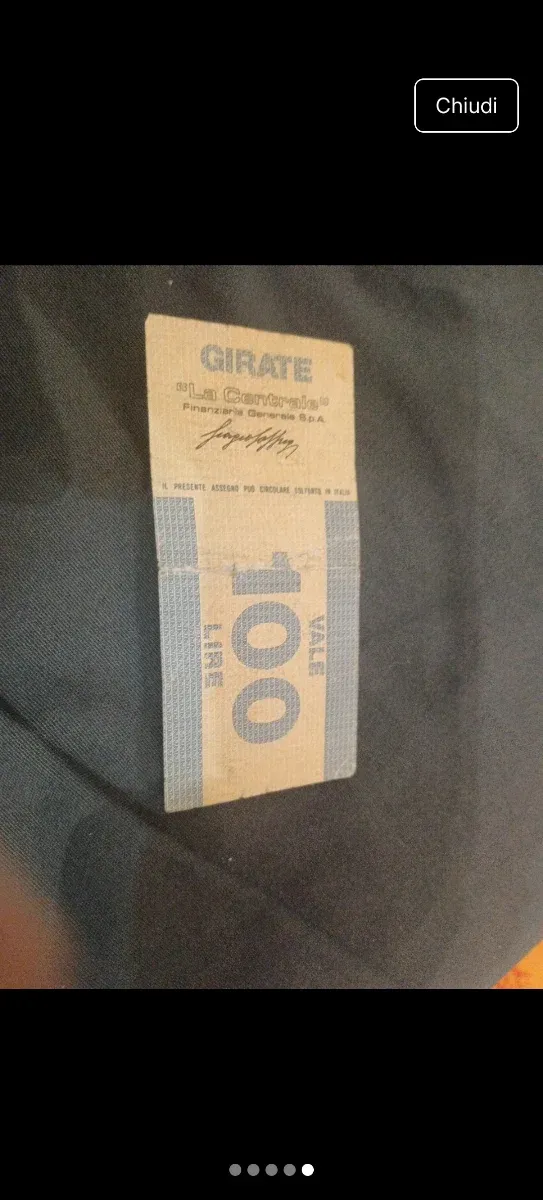 Chiudi
GIRATE
"La Centrale"
Finanziaria Generale S.p.A.
IL PRESENTE ASSEGNO PUÒ CIRCOLARE SOLTANTO IN ITALIA
VALE
100
LIRE